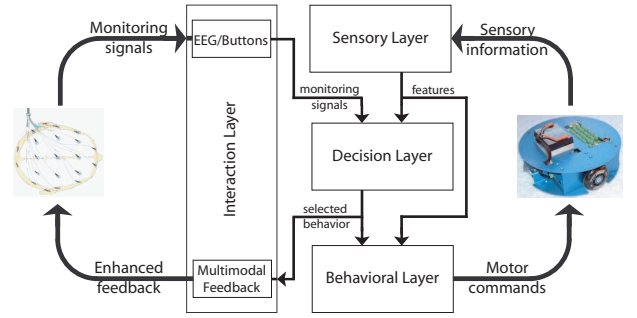 Monitoring
signals
EEG/Buttons
Interaction Layer
Multimodal
Feedback
Enhanced
feedback
Sensory Layer
Sensory
information
monitoring
signals
features
Decision Layer
selected
behavior
Behavioral Layer
Motor
commands